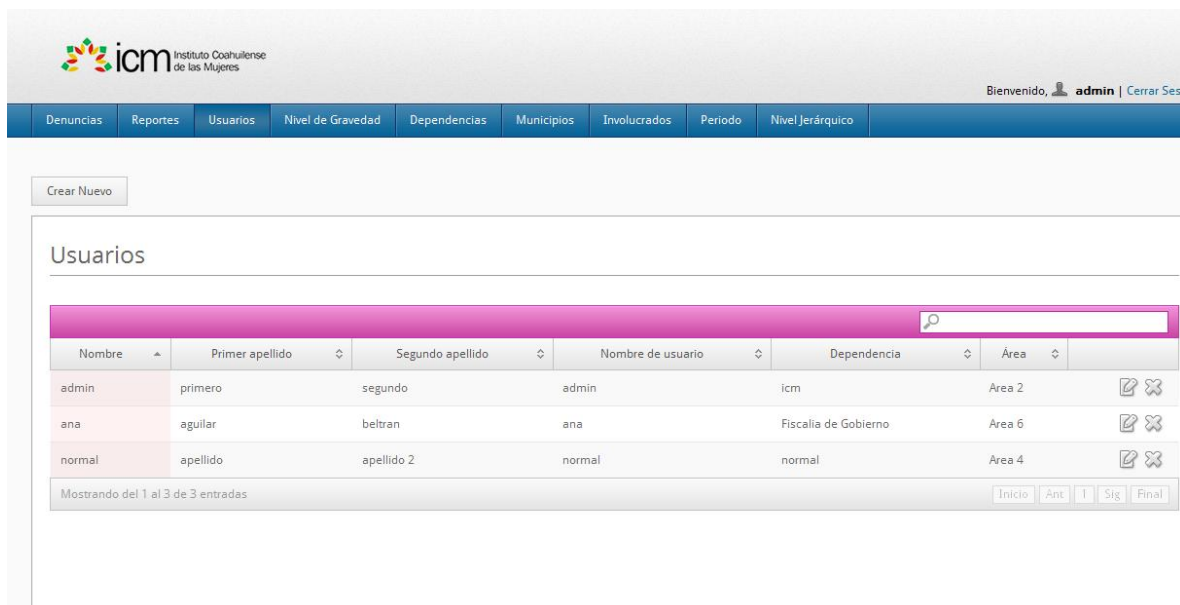 icm Instituto Coahuilense
de las Mujeres
Bienvenido, admin | Cerrar Ses
Denuncias Reportes Usuarios Nivel de Gravedad Dependencias Municipios Involucrados Periodo Nivel Jerárquico
Crear Nuevo
Usuarios
Nombre Primer apellido Segundo apellido Nombre de usuario Dependencia Área
admin primero segundo admin icm Area 2
ana aguilar beltran ana Fiscalia de Gobierno Area 6
normal apellido apellido 2 normal normal Area 4
Mostrando del 1 al 3 de 3 entradas Inicio Ant 1 Sig Final